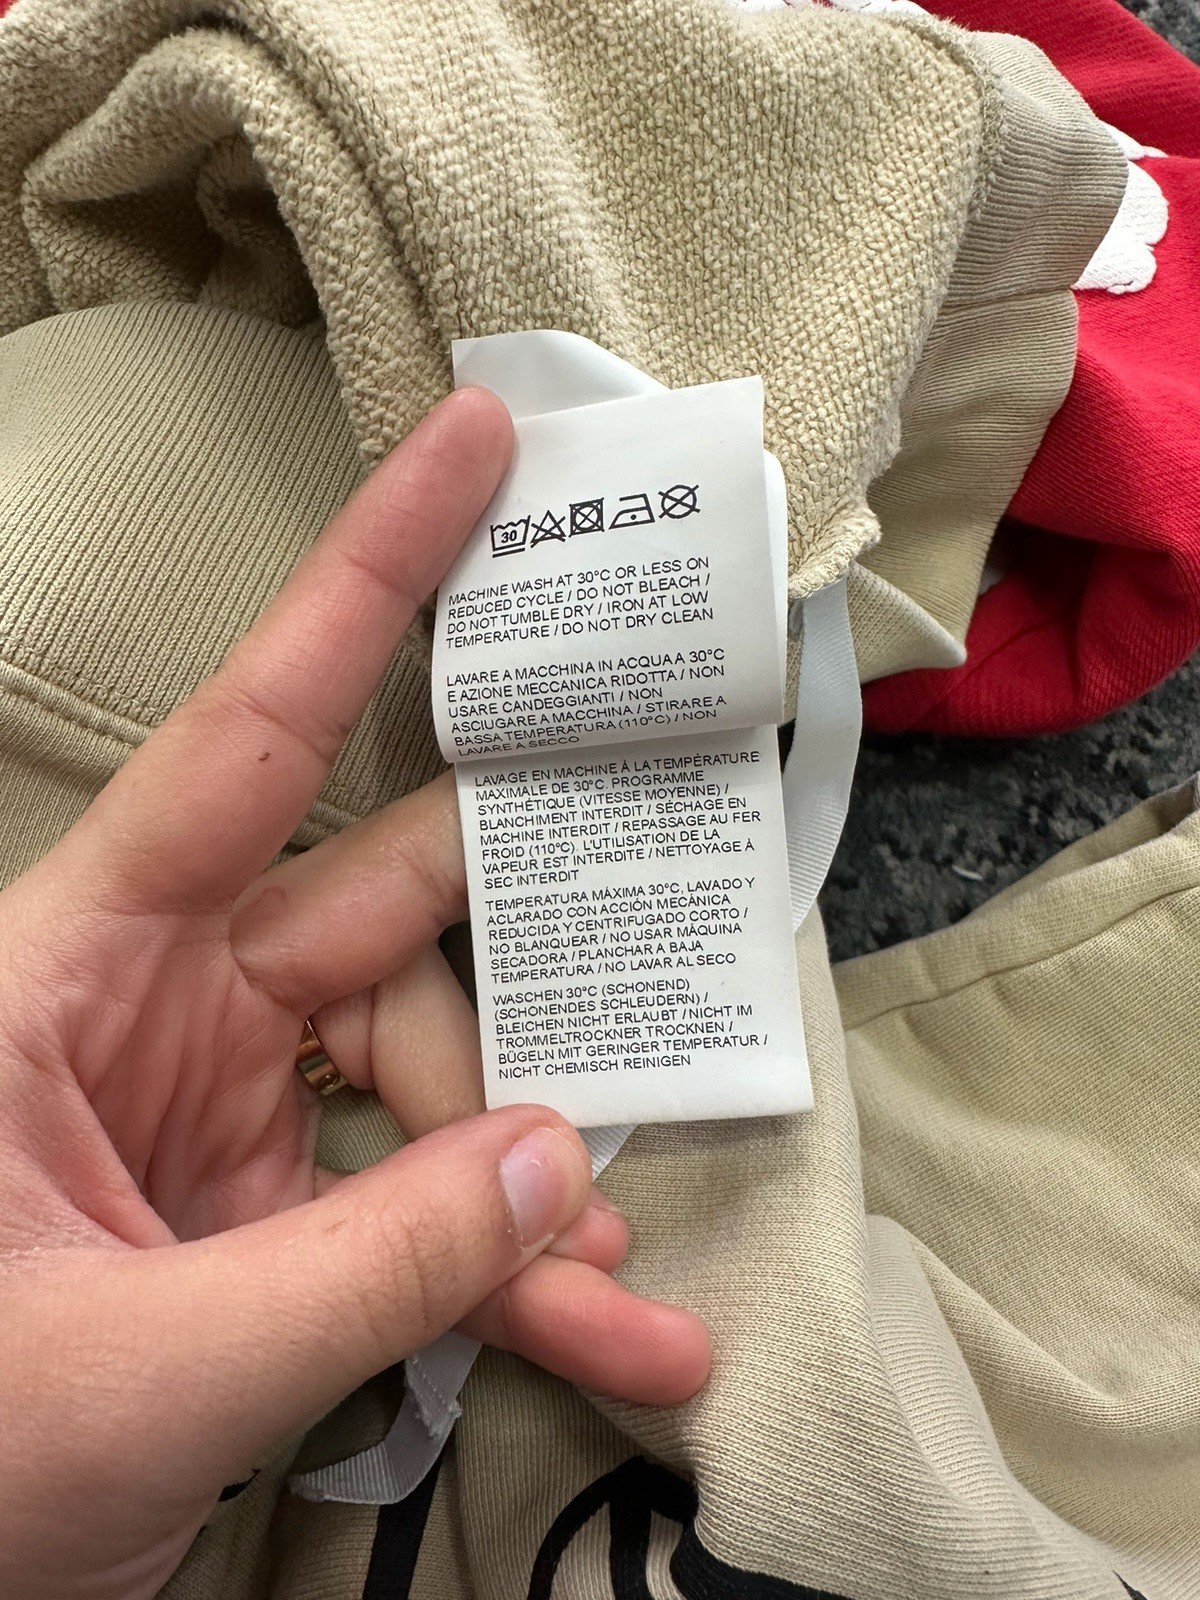 30
MACHINE WASH AT 30°C OR LESS ON
REDUCED CYCLE / DO NOT BLEACH /
DO NOT TUMBLE DRY / IRON AT LOW
TEMPERATURE / DO NOT DRY CLEAN
LAVARE A MACCHINA IN ACQUA A 30°C
E AZIONE MECCANICA RIDOTTA / NON
USARE CANDEGGIANTI / NON
ASCIUGARE A MACCHINA / STIRARE A
BASSA TEMPERATURA (110°C) / NON
LAVARE A SECCO
LAVAGE EN MACHINE À LA TEMPÉRATURE
MAXIMALE DE 30°C. PROGRAMME
SYNTHÉTIQUE (VITESSE MOYENNE) /
BLANCHIMENT INTERDIT / SÉCHAGE EN
MACHINE INTERDIT / REPASSAGE AU FER
FROID (110°C). L'UTILISATION DE LA
VAPEUR EST INTERDITE / NETTOYAGE À
SEC INTERDIT
TEMPERATURA MÁXIMA 30°C, LAVADO Y
ACLARADO CON ACCIÓN MECÁNICA
REDUCIDA Y CENTRIFUGADO CORTO /
NO BLANQUEAR / NO USAR MÁQUINA
SECADORA / PLANCHAR A BAJA
TEMPERATURA / NO LAVAR AL SECO
WASCHEN 30°C (SCHONEND)
(SCHONENDES SCHLEUDERN) /
BLEICHEN NICHT ERLAUBT / NICHT IM
TROMMELTROCKNER TROCKNEN /
BÜGELN MIT GERINGER TEMPERATUR /
NICHT CHEMISCH REINIGEN